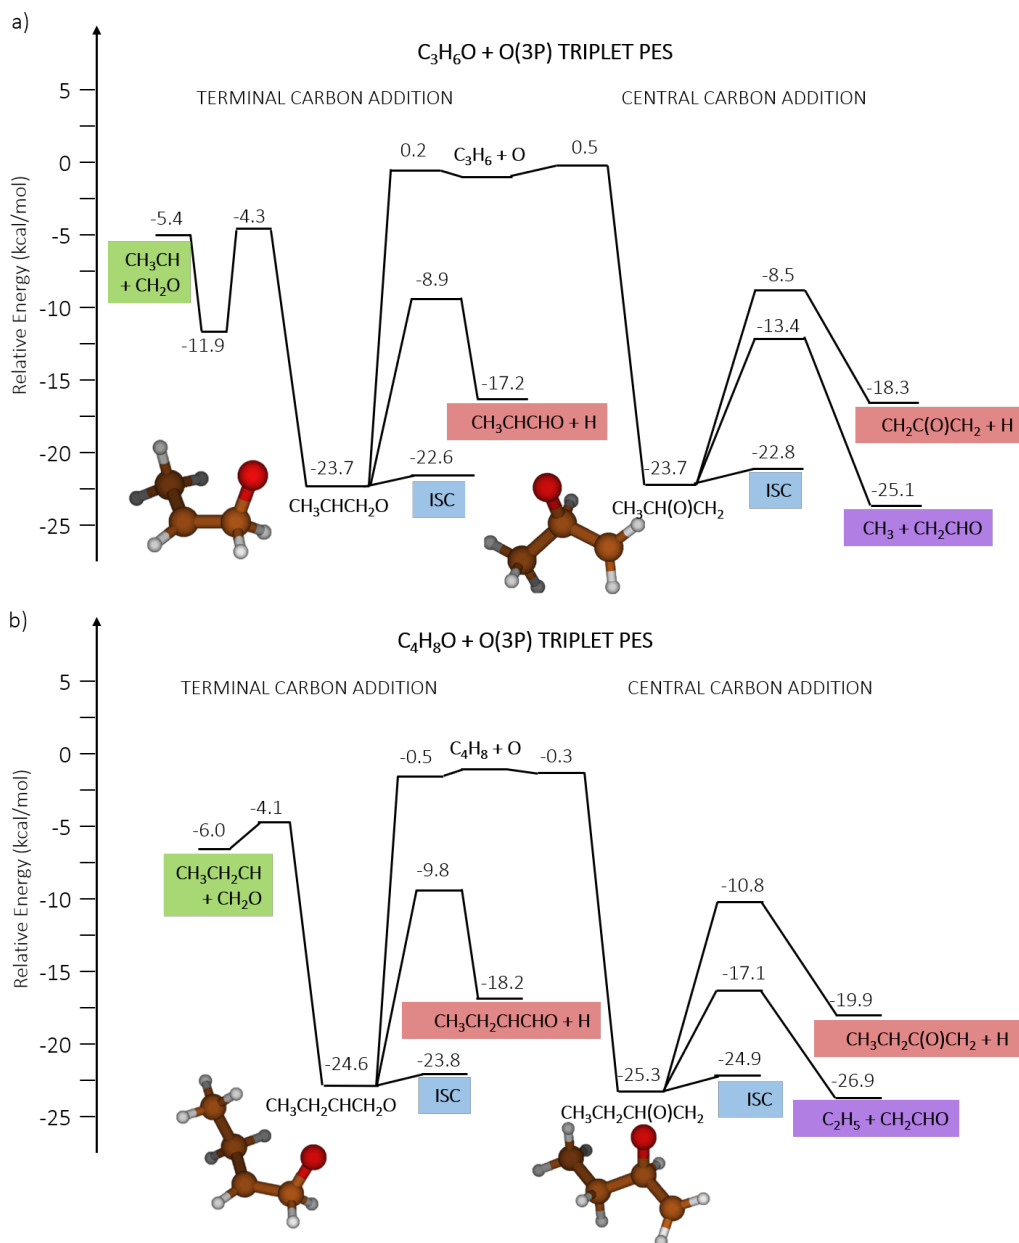 a)
C₃H₆O + O(3P) TRIPLET PES
TERMINAL CARBON ADDITION
CENTRAL CARBON ADDITION
Relative Energy (kcal/mol)
5
0
-5
-10
-15
-20
-25
0.2
C₃H₆ + O
0.5
-5.4
-4.3
CH₃CH
+ CH₂O
-11.9
-8.9
-8.5
-13.4
-17.2
CH₃CHCHO + H
-18.3
CH₂C(O)CH₂ + H
-23.7
-22.6
CH₃CHCH₂O
ISC
-23.7
-22.8
CH₃CH(O)CH₂
ISC
-25.1
CH₃ + CH₂CHO
b)
C₄H₈O + O(3P) TRIPLET PES
TERMINAL CARBON ADDITION
CENTRAL CARBON ADDITION
Relative Energy (kcal/mol)
5
0
-5
-10
-15
-20
-25
-0.5
C₄H₈ + O
-0.3
-6.0
-4.1
CH₃CH₂CH
+ CH₂O
-9.8
-10.8
-17.1
-18.2
CH₃CH₂CHCHO + H
-19.9
CH₃CH₂C(O)CH₂ + H
-24.6
-23.8
CH₃CH₂CHCH₂O
ISC
-25.3
-24.9
CH₃CH₂CH(O)CH₂
ISC
-26.9
C₂H₅ + CH₂CHO